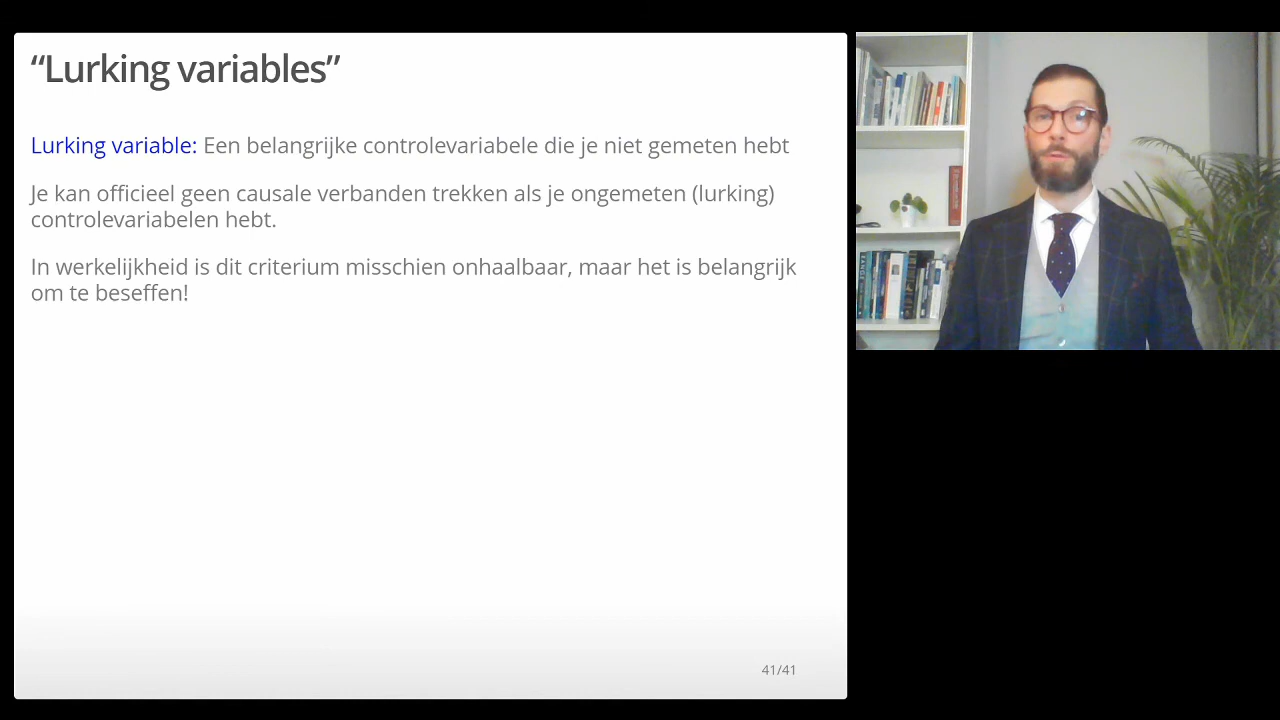 “Lurking variables”
Lurking variable: Een belangrijke controlevariabele die je niet gemeten hebt
Je kan officieel geen causale verbanden trekken als je ongemeten (lurking)
controlevariabelen hebt.
In werkelijkheid is dit criterium misschien onhaalbaar, maar het is belangrijk
om te beseffen!
41/41